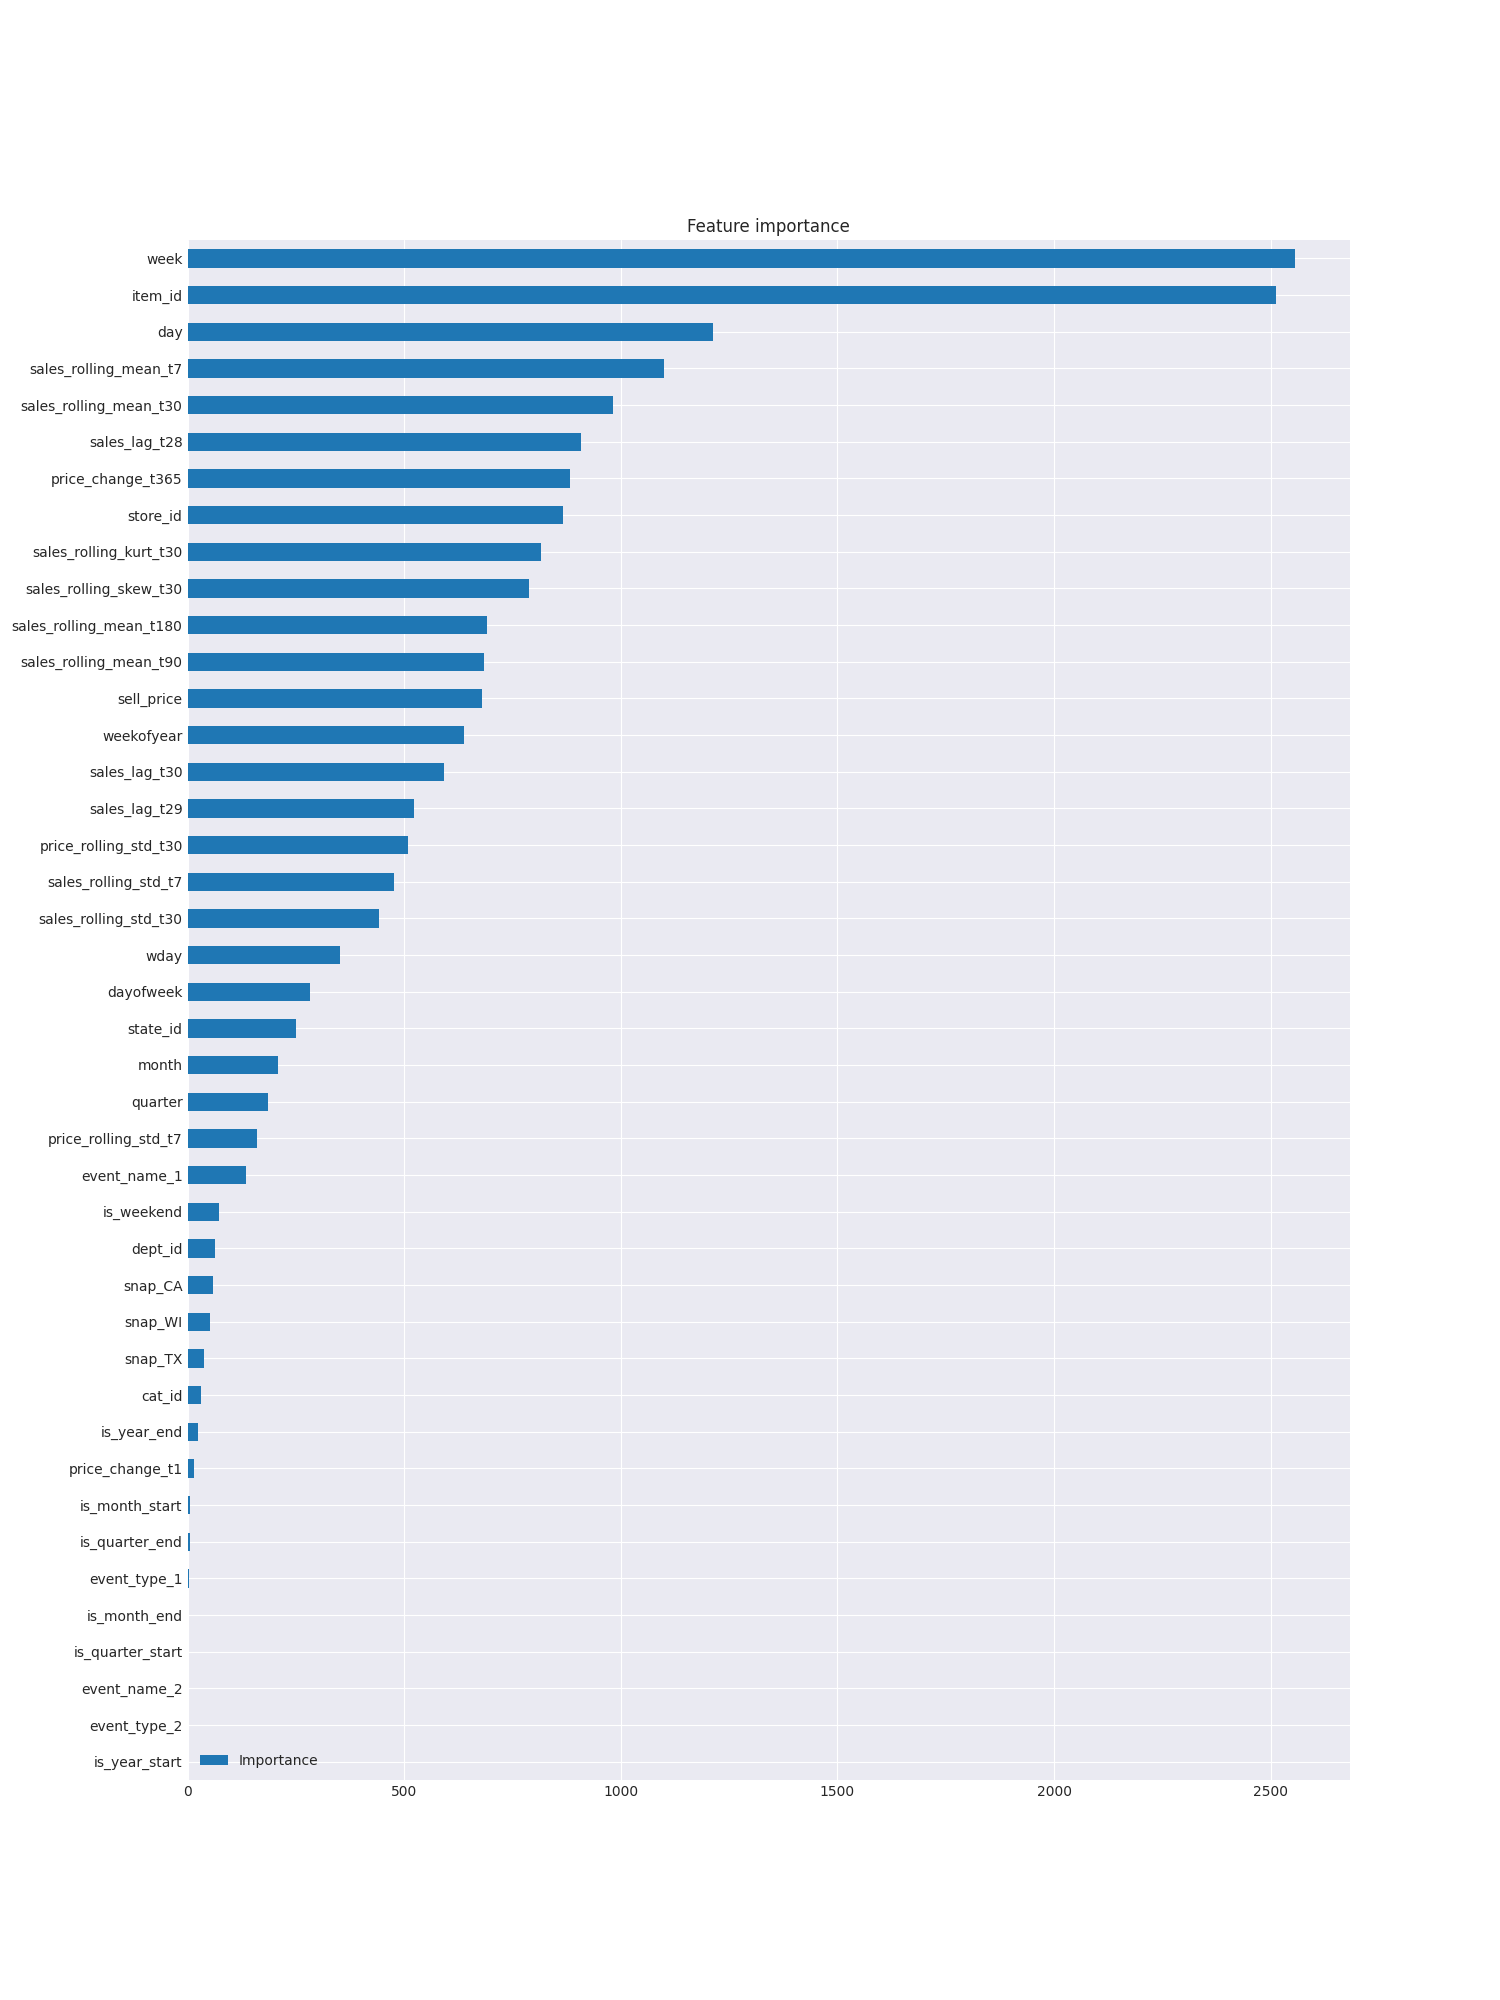 Feature importance
week
item_id
day
sales_rolling_mean_t7
sales_rolling_mean_t30
sales_lag_t28
price_change_t365
store_id
sales_rolling_kurt_t30
sales_rolling_skew_t30
sales_rolling_mean_t180
sales_rolling_mean_t90
sell_price
weekofyear
sales_lag_t30
sales_lag_t29
price_rolling_std_t30
sales_rolling_std_t7
sales_rolling_std_t30
wday
dayofweek
state_id
month
quarter
price_rolling_std_t7
event_name_1
is_weekend
dept_id
snap_CA
snap_WI
snap_TX
cat_id
is_year_end
price_change_t1
is_month_start
is_quarter_end
event_type_1
is_month_end
is_quarter_start
event_name_2
event_type_2
is_year_start
Importance
0 500 1000 1500 2000 2500